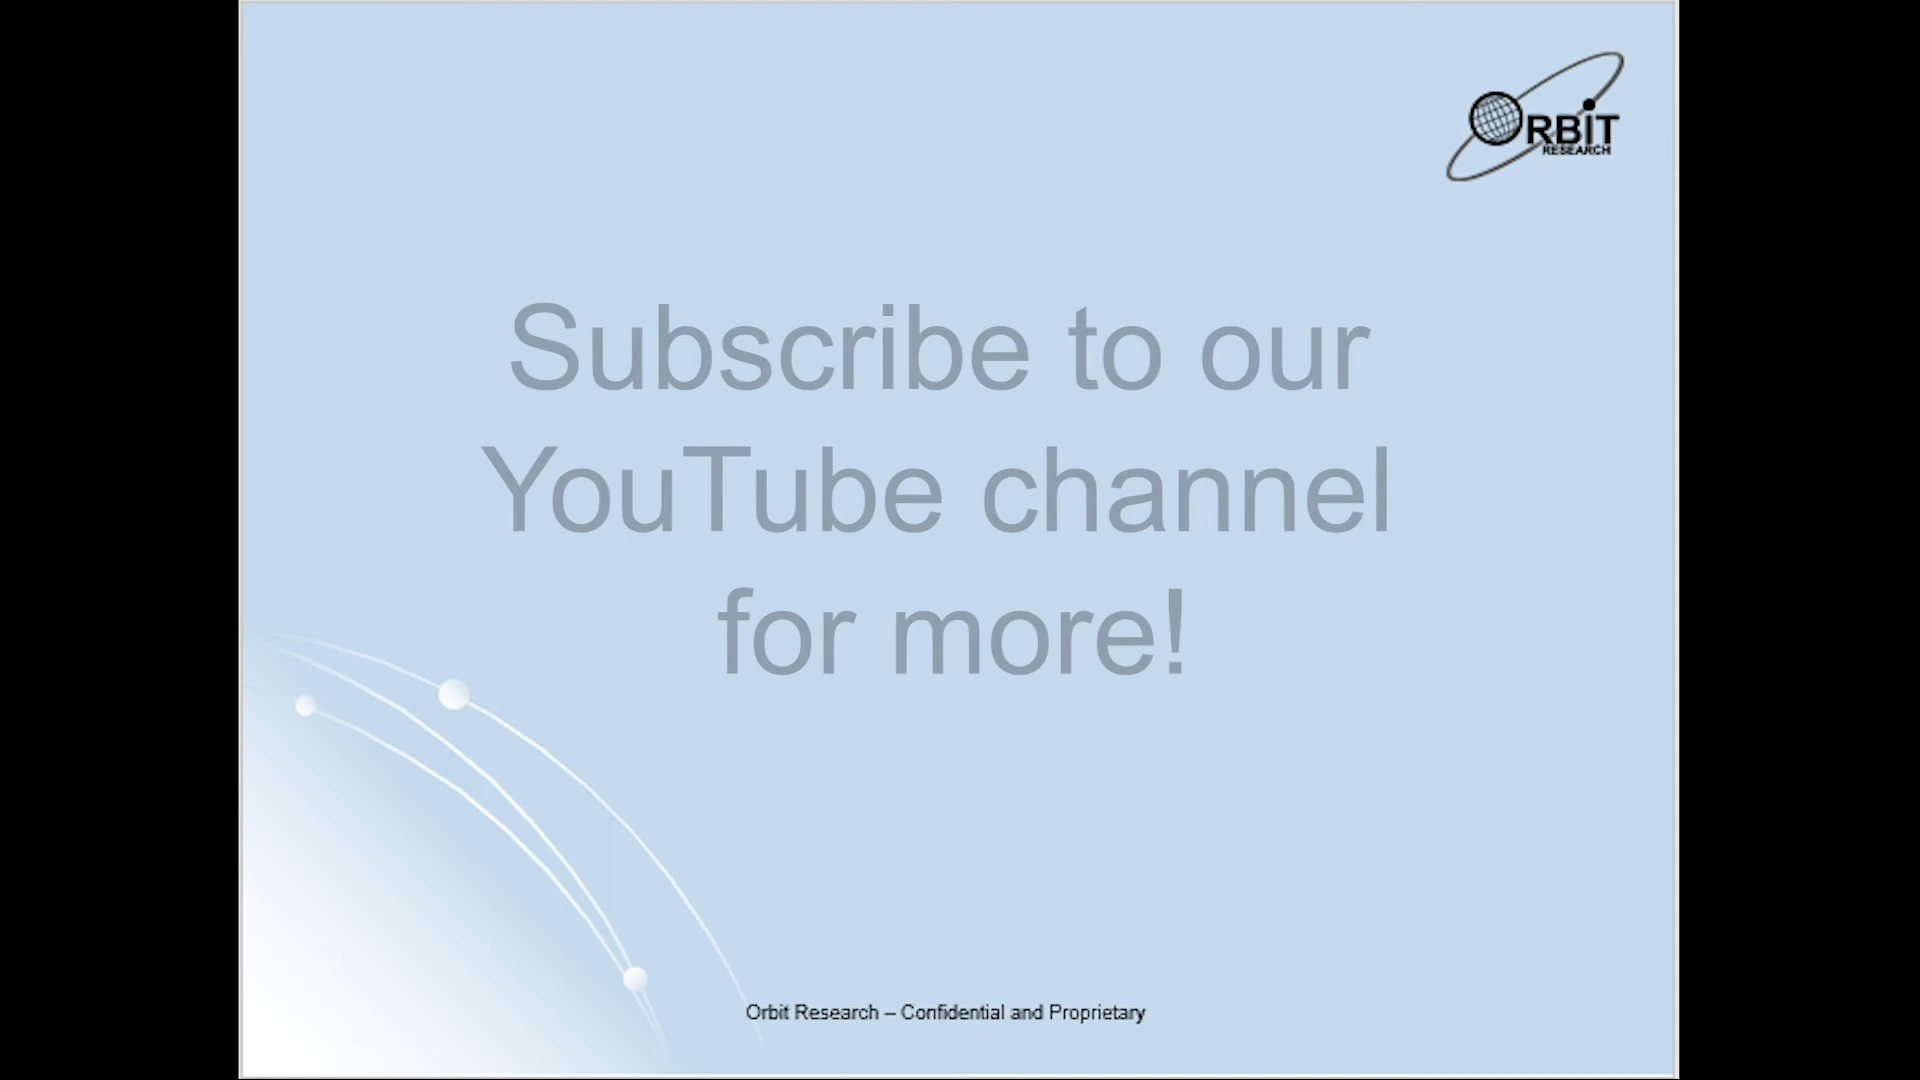 ORBIT
RESEARCH
Subscribe to our
YouTube channel
for more!
Orbit Research – Confidential and Proprietary